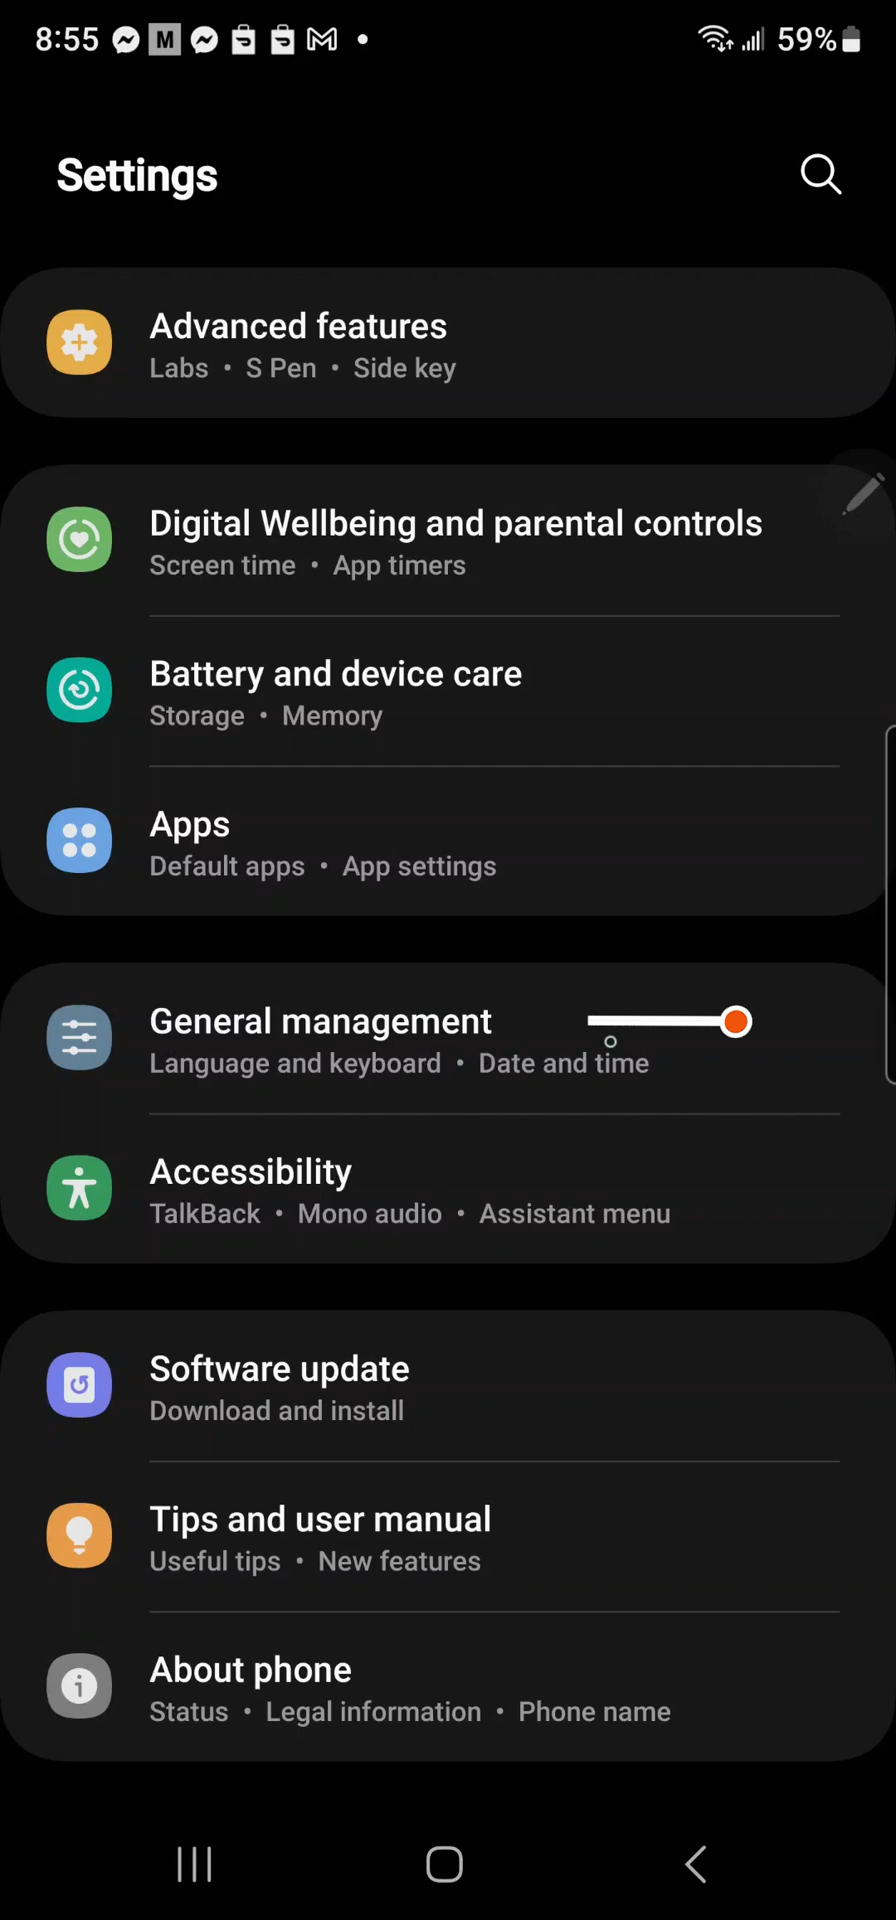 8:55 M 59%
Settings
Advanced features
Labs • S Pen • Side key
Digital Wellbeing and parental controls
Screen time • App timers
Battery and device care
Storage • Memory
Apps
Default apps • App settings
General management
Language and keyboard • Date and time
Accessibility
TalkBack • Mono audio • Assistant menu
Software update
Download and install
Tips and user manual
Useful tips • New features
About phone
Status • Legal information • Phone name